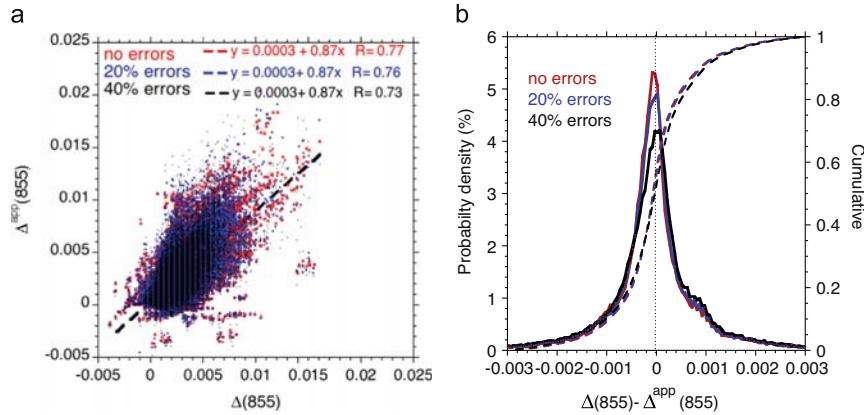 a
0.025
0.02
0.015
0.01
0.005
0
-0.005
Δᵃᵖᵖ(855)
no errors
20% errors
40% errors
y = 0.0003 + 0.87x R= 0.77
y = 0.0003+ 0.87x R= 0.76
y = 0.0003+ 0.87x R= 0.73
-0.005 0 0.005 0.01 0.015 0.02 0.025
Δ(855)
b
6
5
4
3
2
1
0
Probabilty density (%)
no errors
20% errors
40% errors
1
0.8
0.6
0.4
0.2
0
Cumulative
-0.003 -0.002 -0.001 0 0.001 0.002 0.003
Δ(855)- Δᵃᵖᵖ (855)